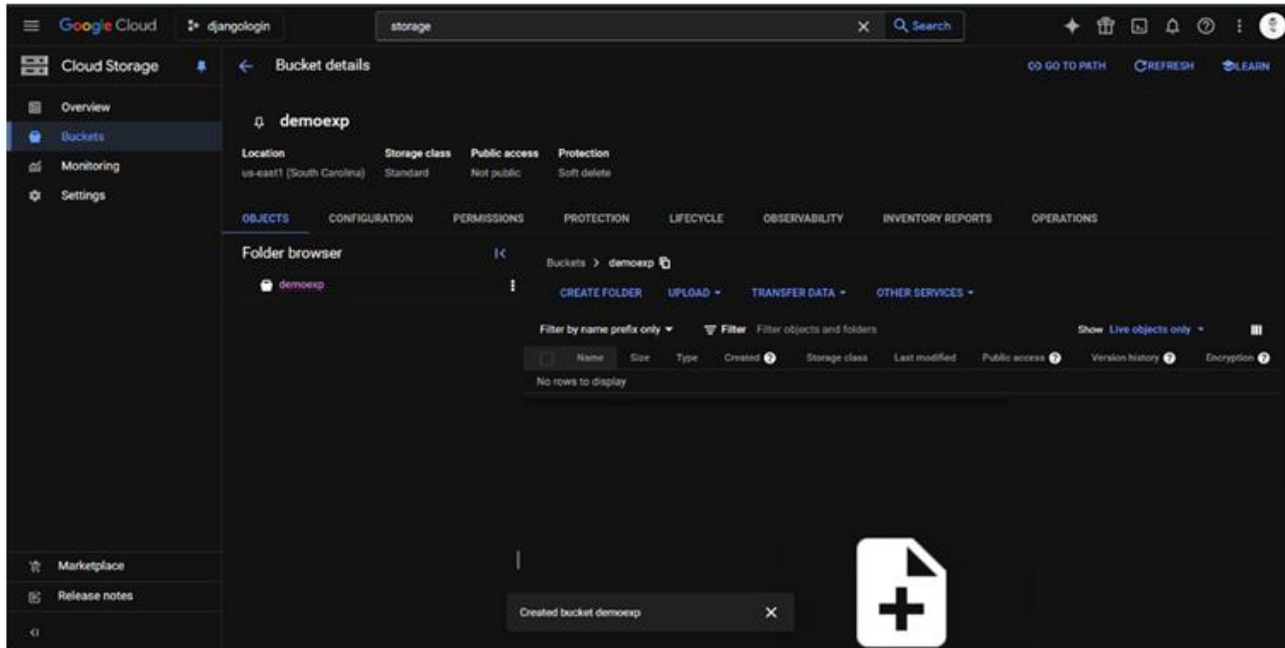 Google Cloud djangologin storage Search
Cloud Storage Bucket details GO TO PATH REFRESH LEARN
Overview
Buckets
Monitoring
Settings
demoexp
Location Storage class Public access Protection
us-east1 (South Carolina) Standard Not public Soft delete
OBJECTS CONFIGURATION PERMISSIONS PROTECTION LIFECYCLE OBSERVABILITY INVENTORY REPORTS OPERATIONS
Folder browser
demoexp
Buckets > demoexp
CREATE FOLDER UPLOAD TRANSFER DATA OTHER SERVICES
Filter by name prefix only Filter Filter objects and folders Show Live objects only
Name Size Type Created Storage class Last modified Public access Version history Encryption
No rows to display
Marketplace
Release notes
Created bucket demoexp